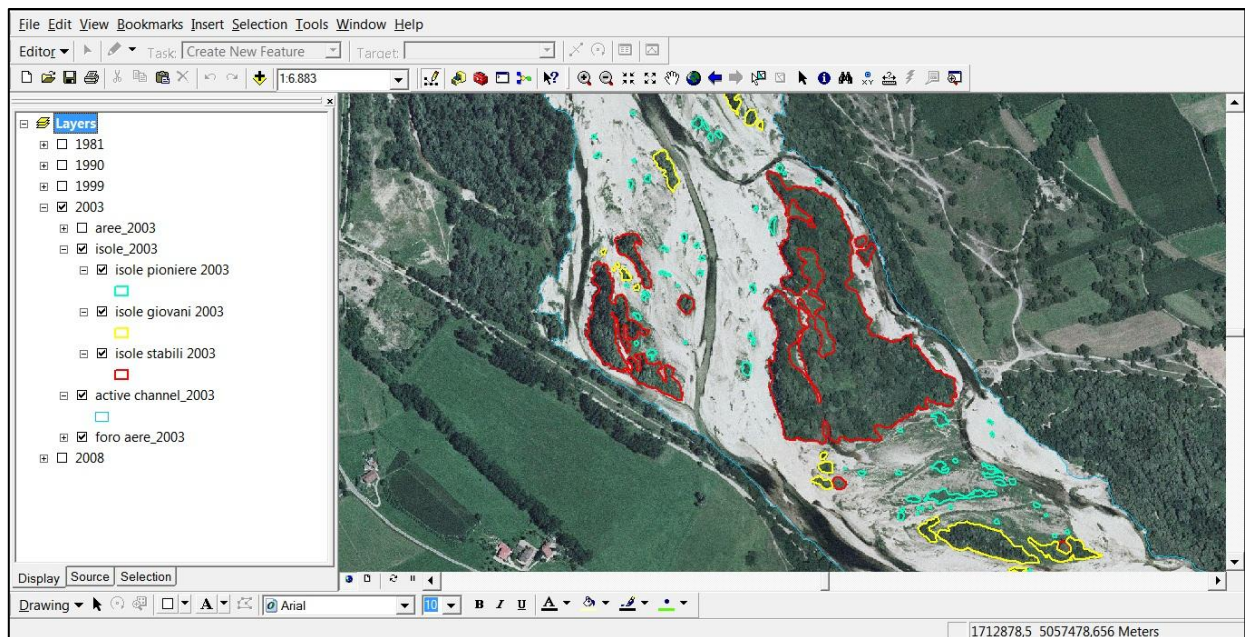 File Edit View Bookmarks Insert Selection Tools Window Help
Editor Task: Create New Feature Target:
1:6.883
Layers
1981
1990
1999
2003
aree_2003
isole_2003
isole pioniere 2003
isole giovani 2003
isole stabili 2003
active channel_2003
foro aere_2003
2008
Display Source Selection
Drawing A Arial 10 B I U A
1712878,5 5057478,656 Meters